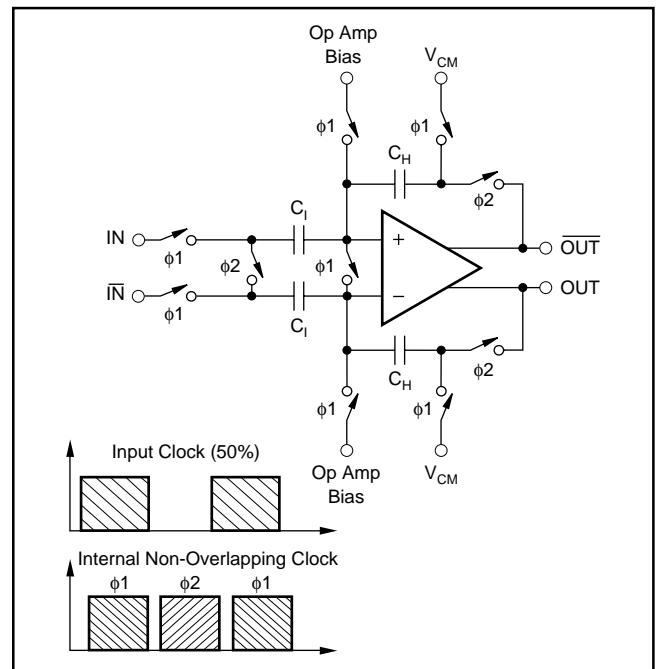 Op Amp
Bias
V_CM
φ1
φ1
C_H
φ2
IN
φ1
C_I
+
OUT̅
φ2
φ1
I̅N̅
φ1
C_I
−
OUT
C_H
φ2
φ1
φ1
Op Amp
Bias
V_CM
Input Clock (50%)
Internal Non-Overlapping Clock
φ1 φ2 φ1